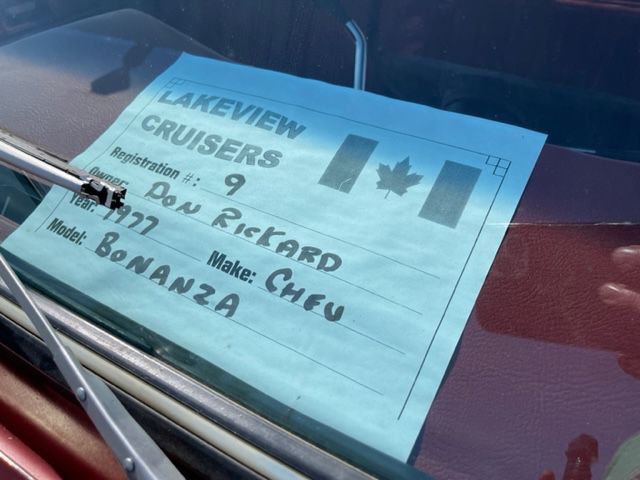 LAKEVIEW
CRUISERS
Registration #: 9
Owner: DON RICKARD
Year: 1977 Make: CHEV
Model: BONANZA